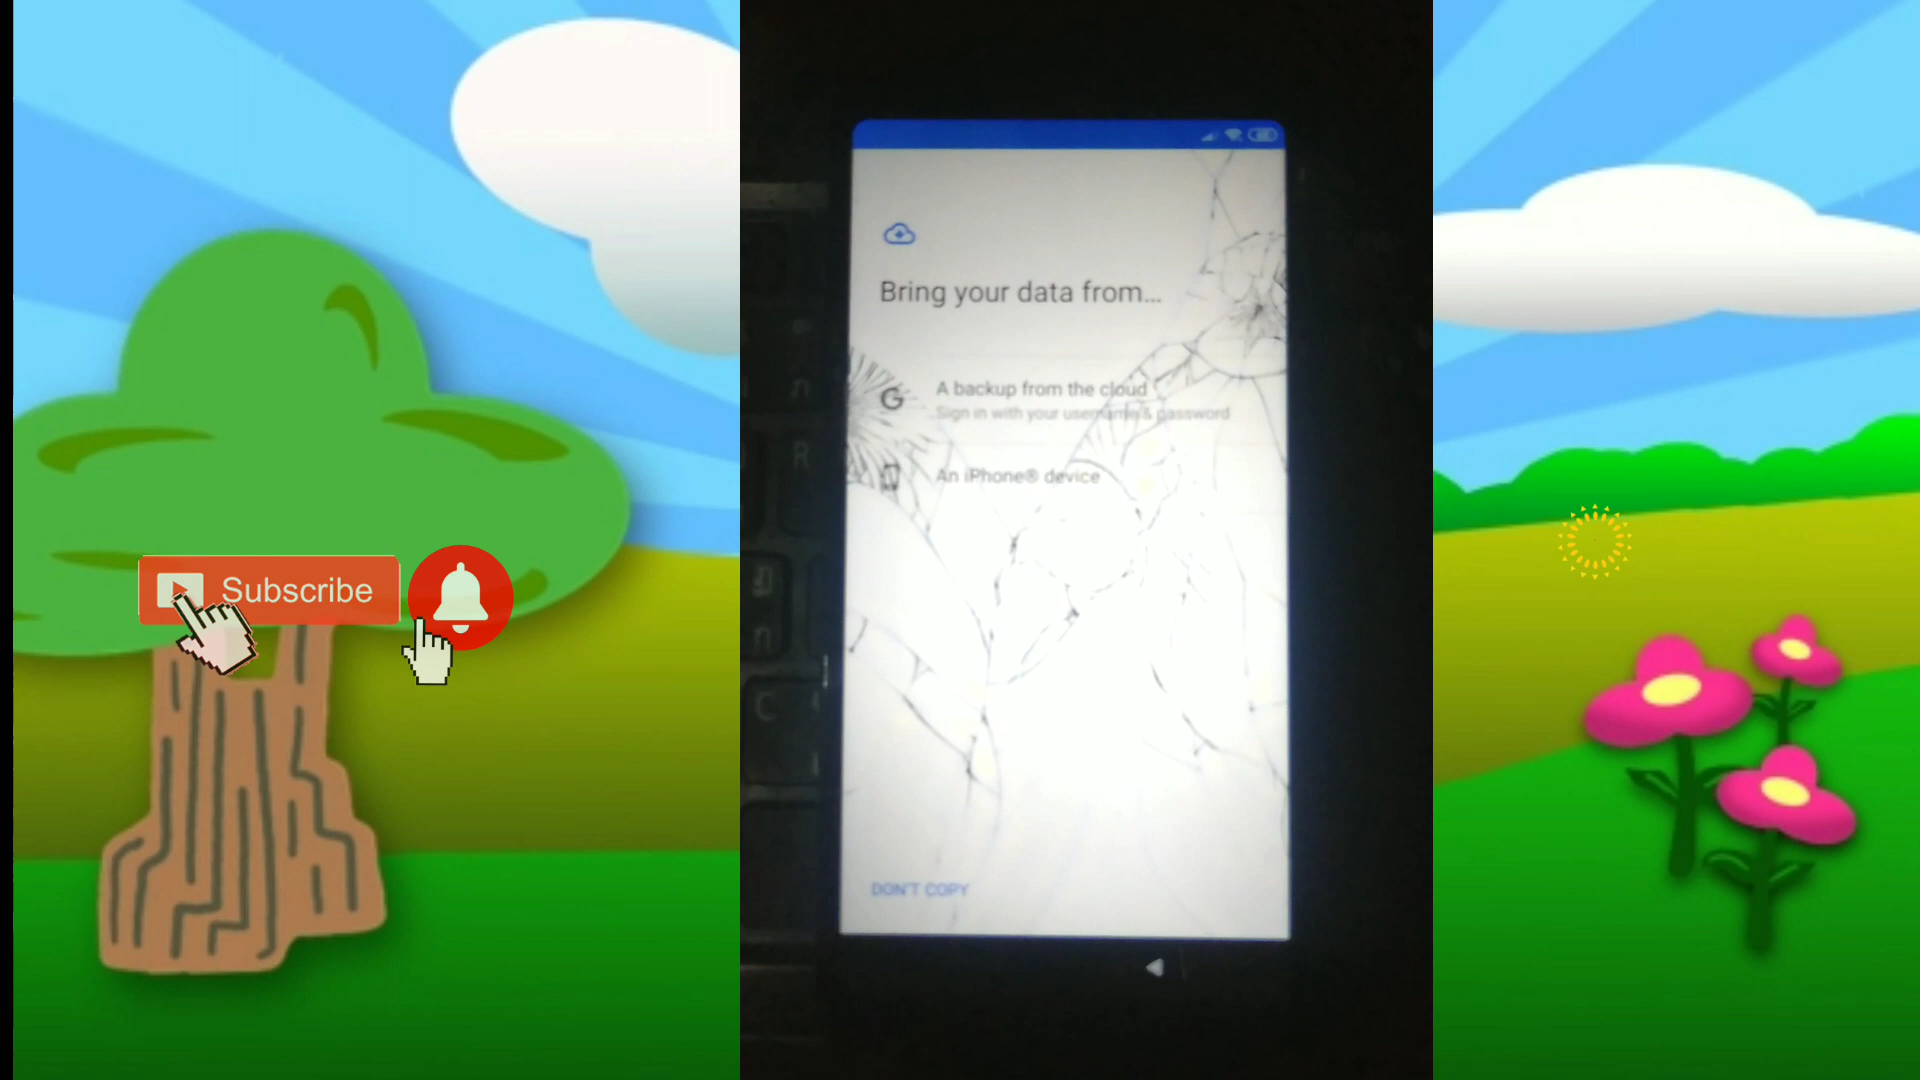 Bring your data from...
A backup from the cloud
Sign in with your username & password
An iPhone® device
DON'T COPY
Subscribe
R
C